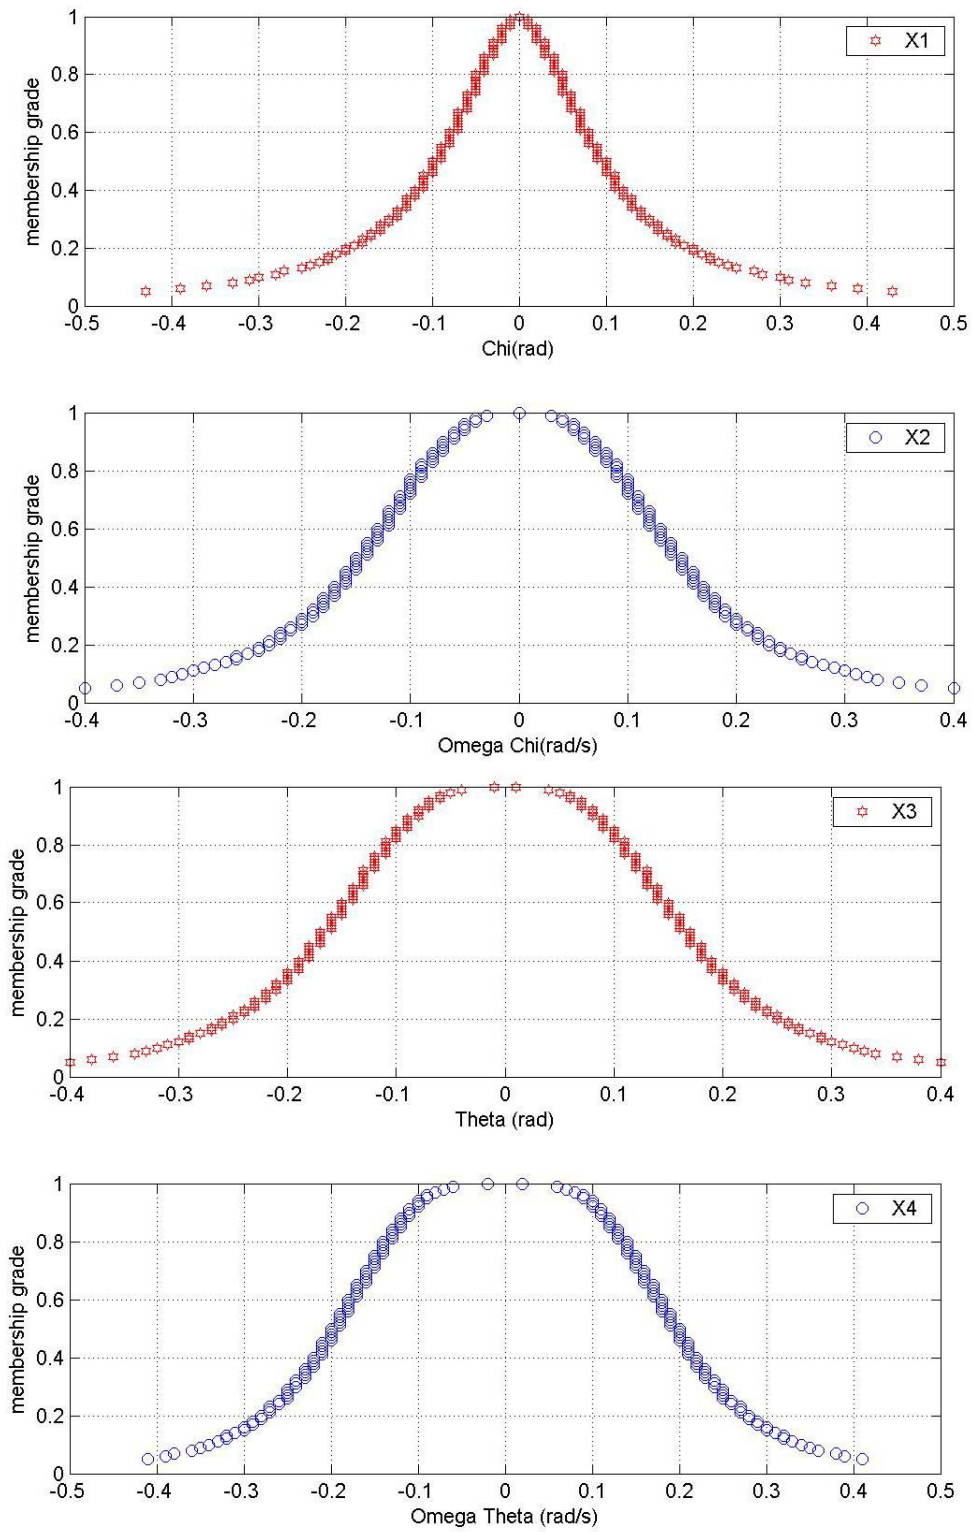 1
X1
0.8
membership grade
0.6
0.4
0.2
0
-0.5 -0.4 -0.3 -0.2 -0.1 0 0.1 0.2 0.3 0.4 0.5
Chi(rad)
1
X2
0.8
membership grade
0.6
0.4
0.2
0
-0.4 -0.3 -0.2 -0.1 0 0.1 0.2 0.3 0.4
Omega Chi(rad/s)
1
X3
0.8
membership grade
0.6
0.4
0.2
0
-0.4 -0.3 -0.2 -0.1 0 0.1 0.2 0.3 0.4
Theta (rad)
1
X4
0.8
membership grade
0.6
0.4
0.2
0
-0.5 -0.4 -0.3 -0.2 -0.1 0 0.1 0.2 0.3 0.4 0.5
Omega Theta (rad/s)